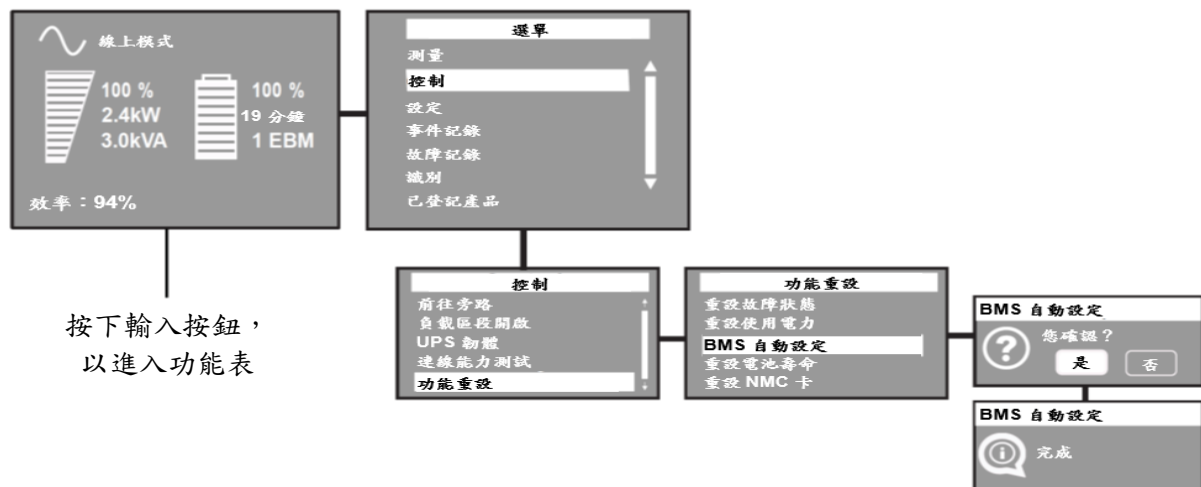 線上模式
100 %
2.4kW
3.0kVA
100 %
19 分鐘
1 EBM
效率：94%
按下輸入按鈕，
以進入功能表
選單
測量
控制
設定
事件記錄
故障記錄
識別
已登記產品
控制
前往旁路
負載區段開啟
UPS 韌體
連線能力測試
功能重設
功能重設
重設故障狀態
重設使用電力
BMS 自動設定
重設電池壽命
重設 NMC 卡
BMS 自動設定
您確認？
是
否
BMS 自動設定
完成